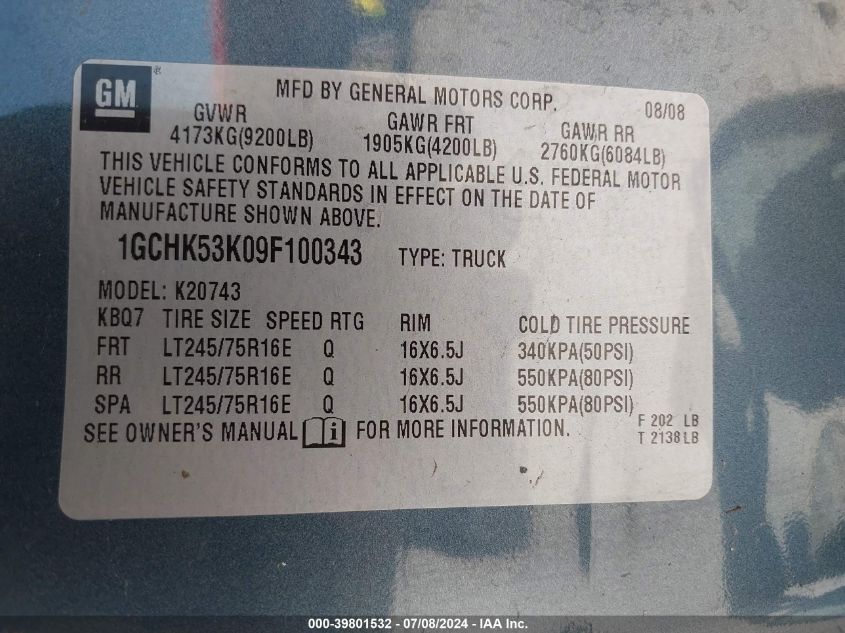 GM ®
MFD BY GENERAL MOTORS CORP. 08/08
GVWR GAWR FRT GAWR RR
4173KG(9200LB) 1905KG(4200LB) 2760KG(6084LB)
THIS VEHICLE CONFORMS TO ALL APPLICABLE U.S. FEDERAL MOTOR
VEHICLE SAFETY STANDARDS IN EFFECT ON THE DATE OF
MANUFACTURE SHOWN ABOVE.
1GCHK53K09F100343 TYPE: TRUCK
MODEL: K20743
KBQ7 TIRE SIZE SPEED RTG RIM COLD TIRE PRESSURE
FRT LT245/75R16E Q 16X6.5J 340KPA(50PSI)
RR LT245/75R16E Q 16X6.5J 550KPA(80PSI)
SPA LT245/75R16E Q 16X6.5J 550KPA(80PSI)
SEE OWNER'S MANUAL i FOR MORE INFORMATION.
F 202 LB
T 2138LB
000-39801532 - 07/08/2024 - IAA Inc.